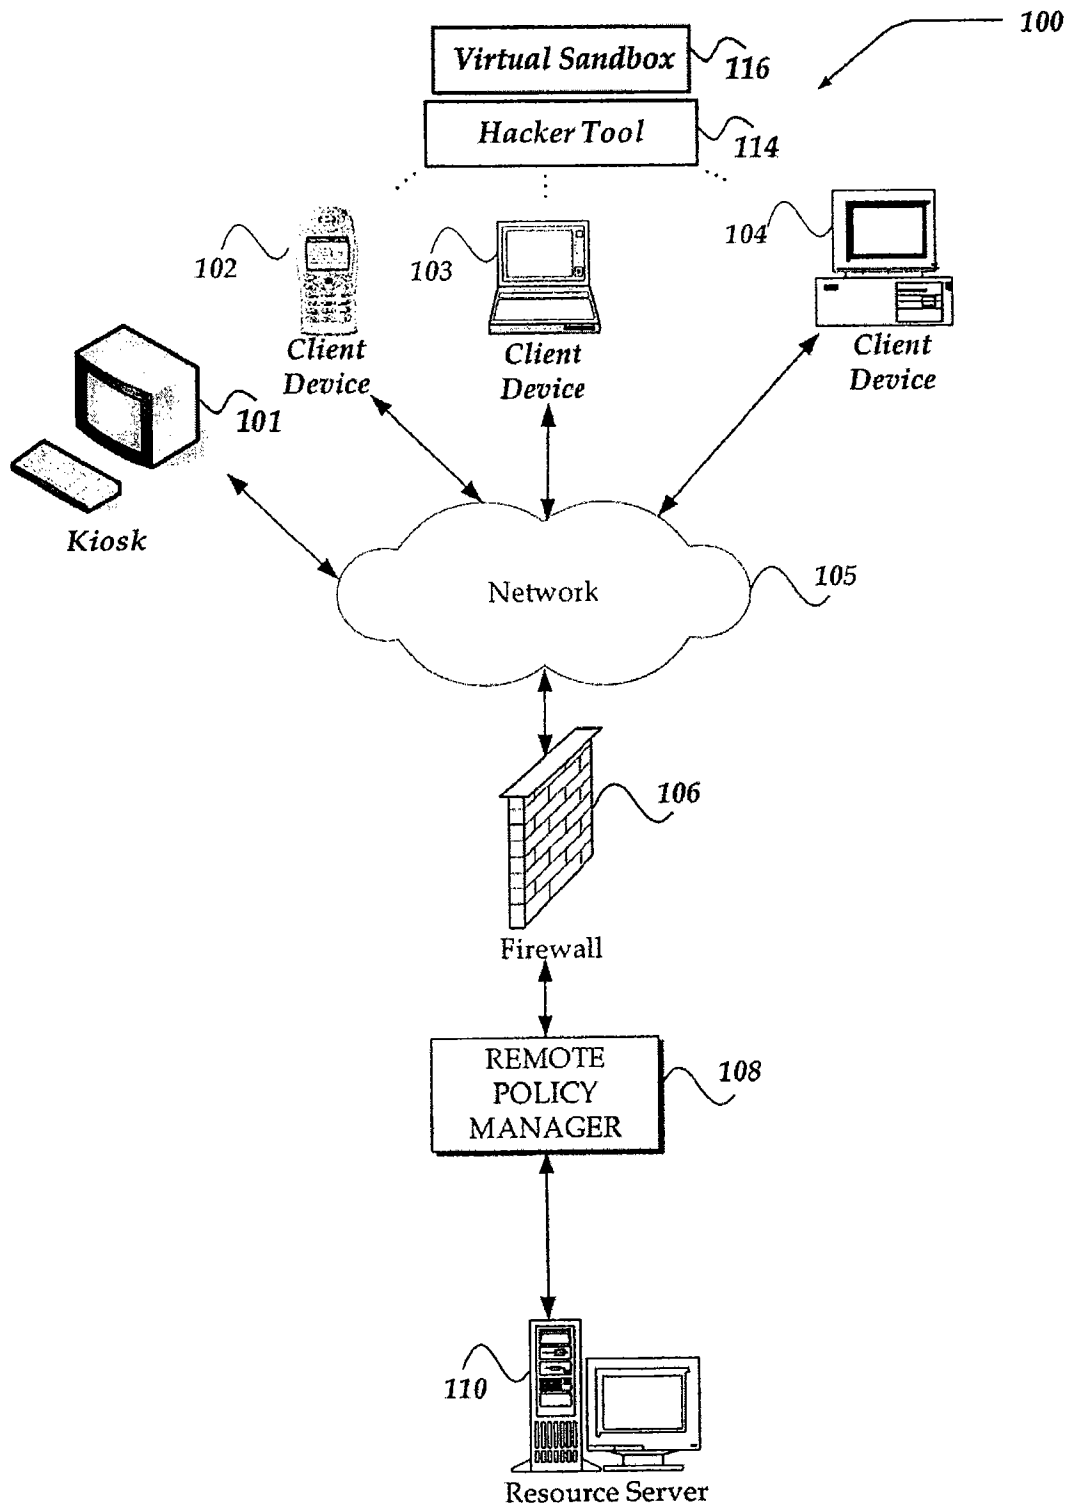 100
Virtual Sandbox
116
Hacker Tool
114
102
103
104
Client
Device
Client
Device
Client
Device
101
Kiosk
Network
105
106
Firewall
REMOTE
POLICY
MANAGER
108
110
Resource Server